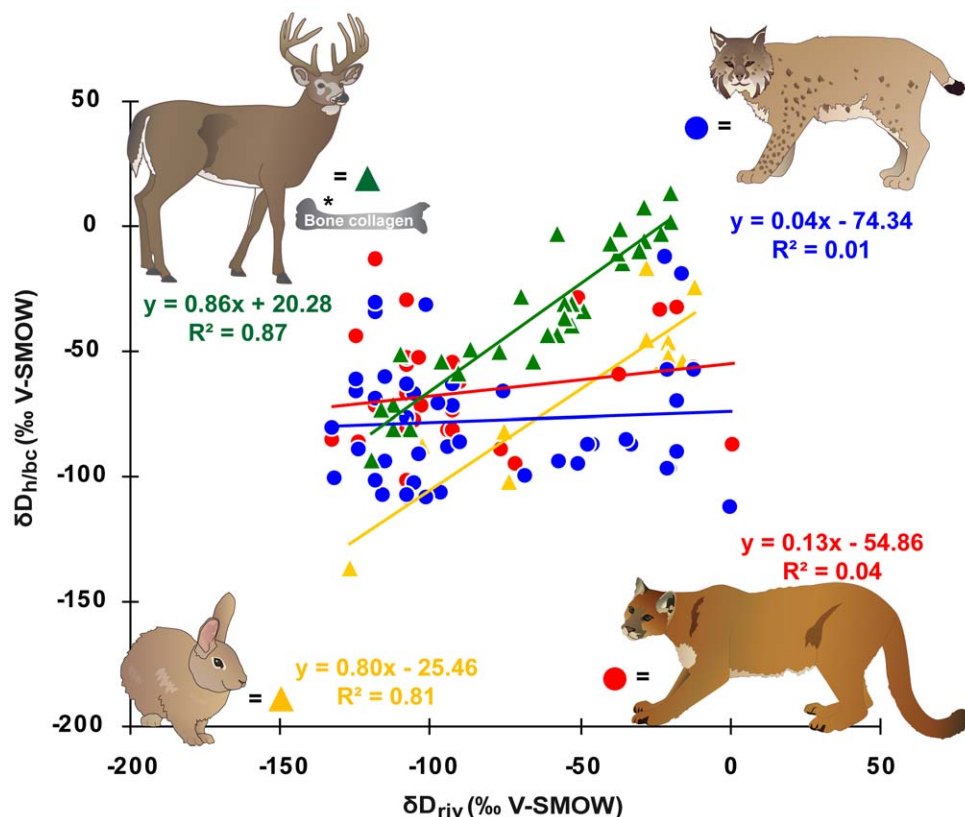 50
0
-50
-100
-150
-200
-200
-150
-100
-50
0
50
δD_h/bc (‰ V-SMOW)
δD_riv (‰ V-SMOW)
=
*
Bone collagen
y = 0.86x + 20.28
R² = 0.87
=
y = 0.04x - 74.34
R² = 0.01
y = 0.80x - 25.46
R² = 0.81
=
y = 0.13x - 54.86
R² = 0.04
=